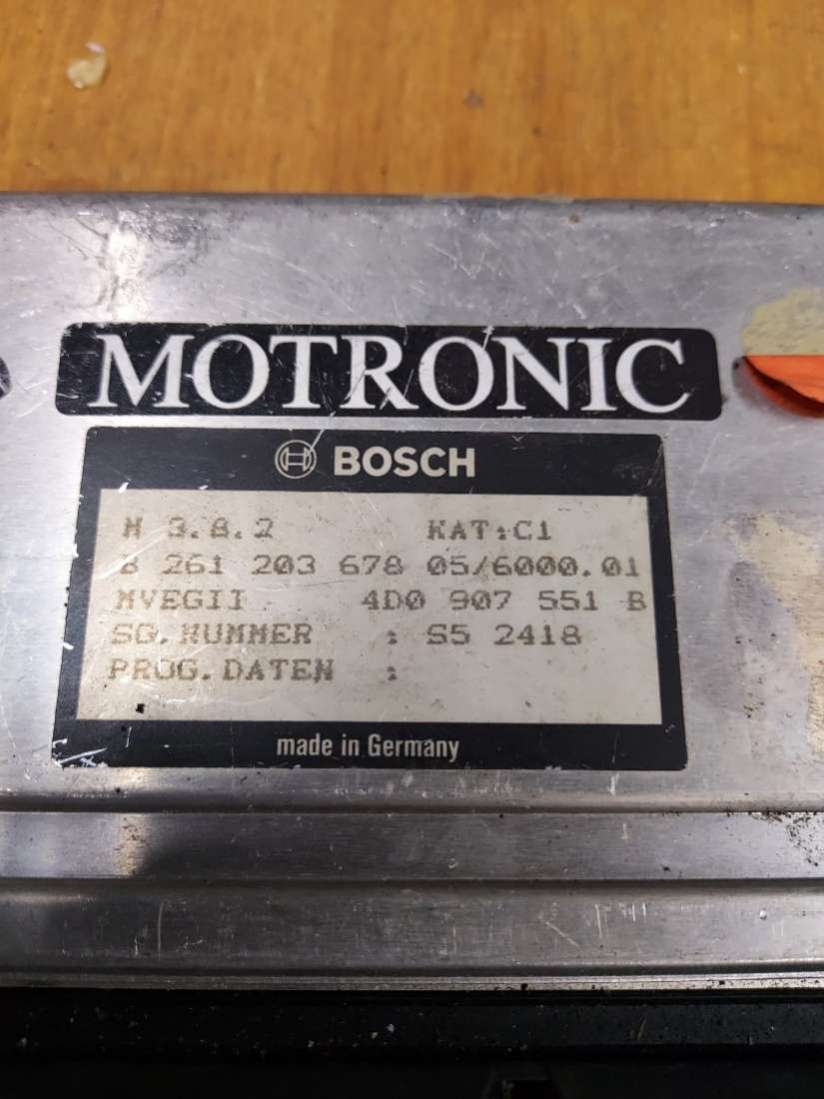 MOTRONIC
BOSCH
M 3.8.2 KAT:C1
B 261 203 678 05/6000.01
MVEGII 4D0 907 551 B
SG.NUMMER : S5 2418
PROG.DATEN :
made in Germany